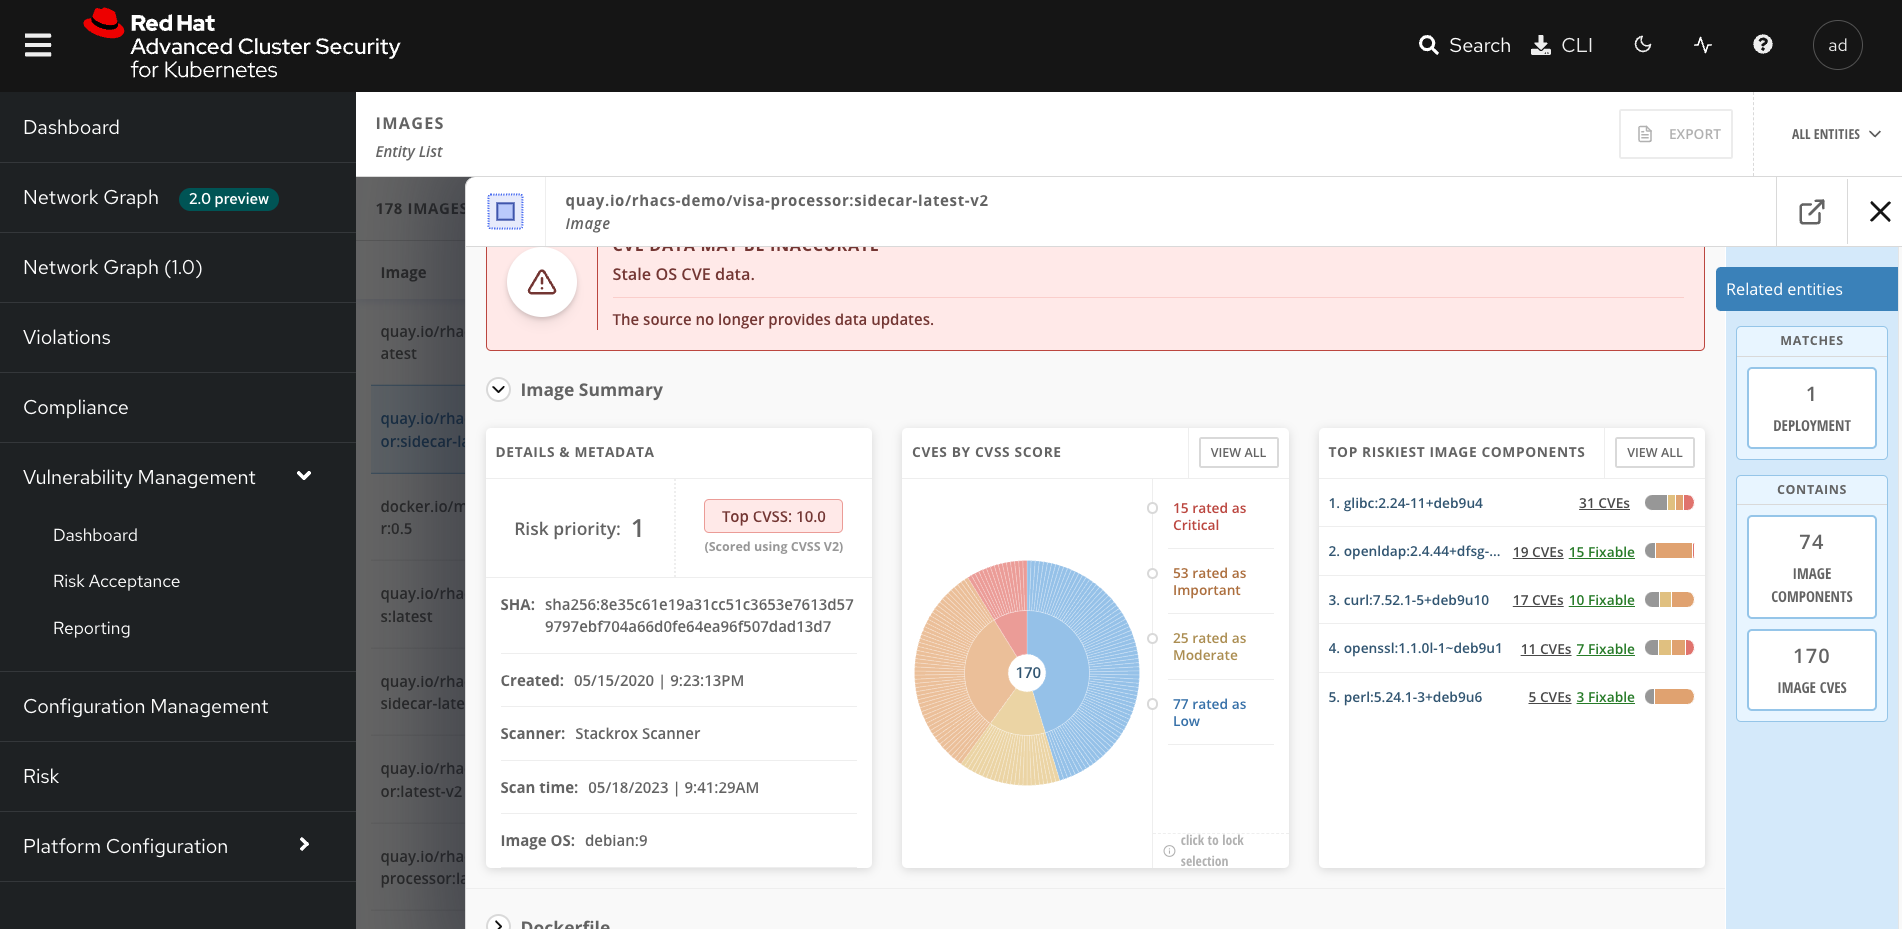 Red Hat
Advanced Cluster Security
for Kubernetes
Search
CLI
ad
Dashboard
Network Graph 2.0 preview
Network Graph (1.0)
Violations
Compliance
Vulnerability Management
Dashboard
Risk Acceptance
Reporting
Configuration Management
Risk
Platform Configuration
IMAGES
Entity List
EXPORT
ALL ENTITIES
178 IMAGES
Image
quay.io/rha
atest
quay.io/rha
or:sidecar-la
docker.io/m
r:0.5
quay.io/rha
s:latest
quay.io/rha
sidecar-late
quay.io/rha
or:latest-v2
quay.io/rha
processor:la
quay.io/rhacs-demo/visa-processor:sidecar-latest-v2
Image
CVE DATA MAY BE INACCURATE
Stale OS CVE data.
The source no longer provides data updates.
Image Summary
DETAILS & METADATA
Risk priority: 1
Top CVSS: 10.0
(Scored using CVSS V2)
SHA: sha256:8e35c61e19a31cc51c3653e7613d57
9797ebf704a66d0fe64ea96f507dad13d7
Created: 05/15/2020 | 9:23:13PM
Scanner: Stackrox Scanner
Scan time: 05/18/2023 | 9:41:29AM
Image OS: debian:9
CVES BY CVSS SCORE
VIEW ALL
170
15 rated as
Critical
53 rated as
Important
25 rated as
Moderate
77 rated as
Low
click to lock
selection
TOP RISKIEST IMAGE COMPONENTS
VIEW ALL
1. glibc:2.24-11+deb9u4 31 CVEs
2. openldap:2.4.44+dfsg-... 19 CVEs 15 Fixable
3. curl:7.52.1-5+deb9u10 17 CVEs 10 Fixable
4. openssl:1.1.0l-1~deb9u1 11 CVEs 7 Fixable
5. perl:5.24.1-3+deb9u6 5 CVEs 3 Fixable
Dockerfile
Related entities
MATCHES
1
DEPLOYMENT
CONTAINS
74
IMAGE
COMPONENTS
170
IMAGE CVES